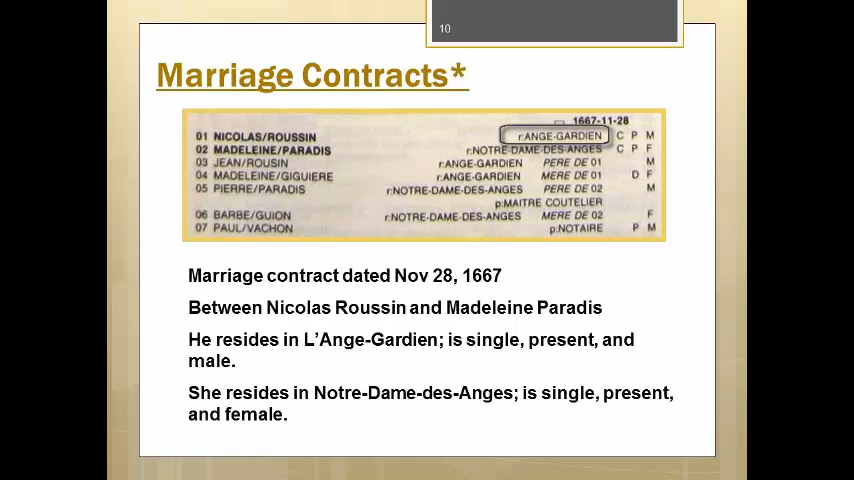 10
Marriage Contracts*
1667-11-28
01 NICOLAS/ROUSSIN r:ANGE-GARDIEN C P M
02 MADELEINE/PARADIS r:NOTRE-DAME-DES-ANGES C P F
03 JEAN/ROUSIN r:ANGE-GARDIEN PERE DE 01 M
04 MADELEINE/GIGUIERE r:ANGE-GARDIEN MERE DE 01 D F
05 PIERRE/PARADIS r:NOTRE-DAME-DES-ANGES PERE DE 02 M
p:MAITRE COUTELIER
06 BARBE/GUION r:NOTRE-DAME-DES-ANGES MERE DE 02 F
07 PAUL/VACHON p:NOTAIRE P M
Marriage contract dated Nov 28, 1667
Between Nicolas Roussin and Madeleine Paradis
He resides in L’Ange-Gardien; is single, present, and
male.
She resides in Notre-Dame-des-Anges; is single, present,
and female.